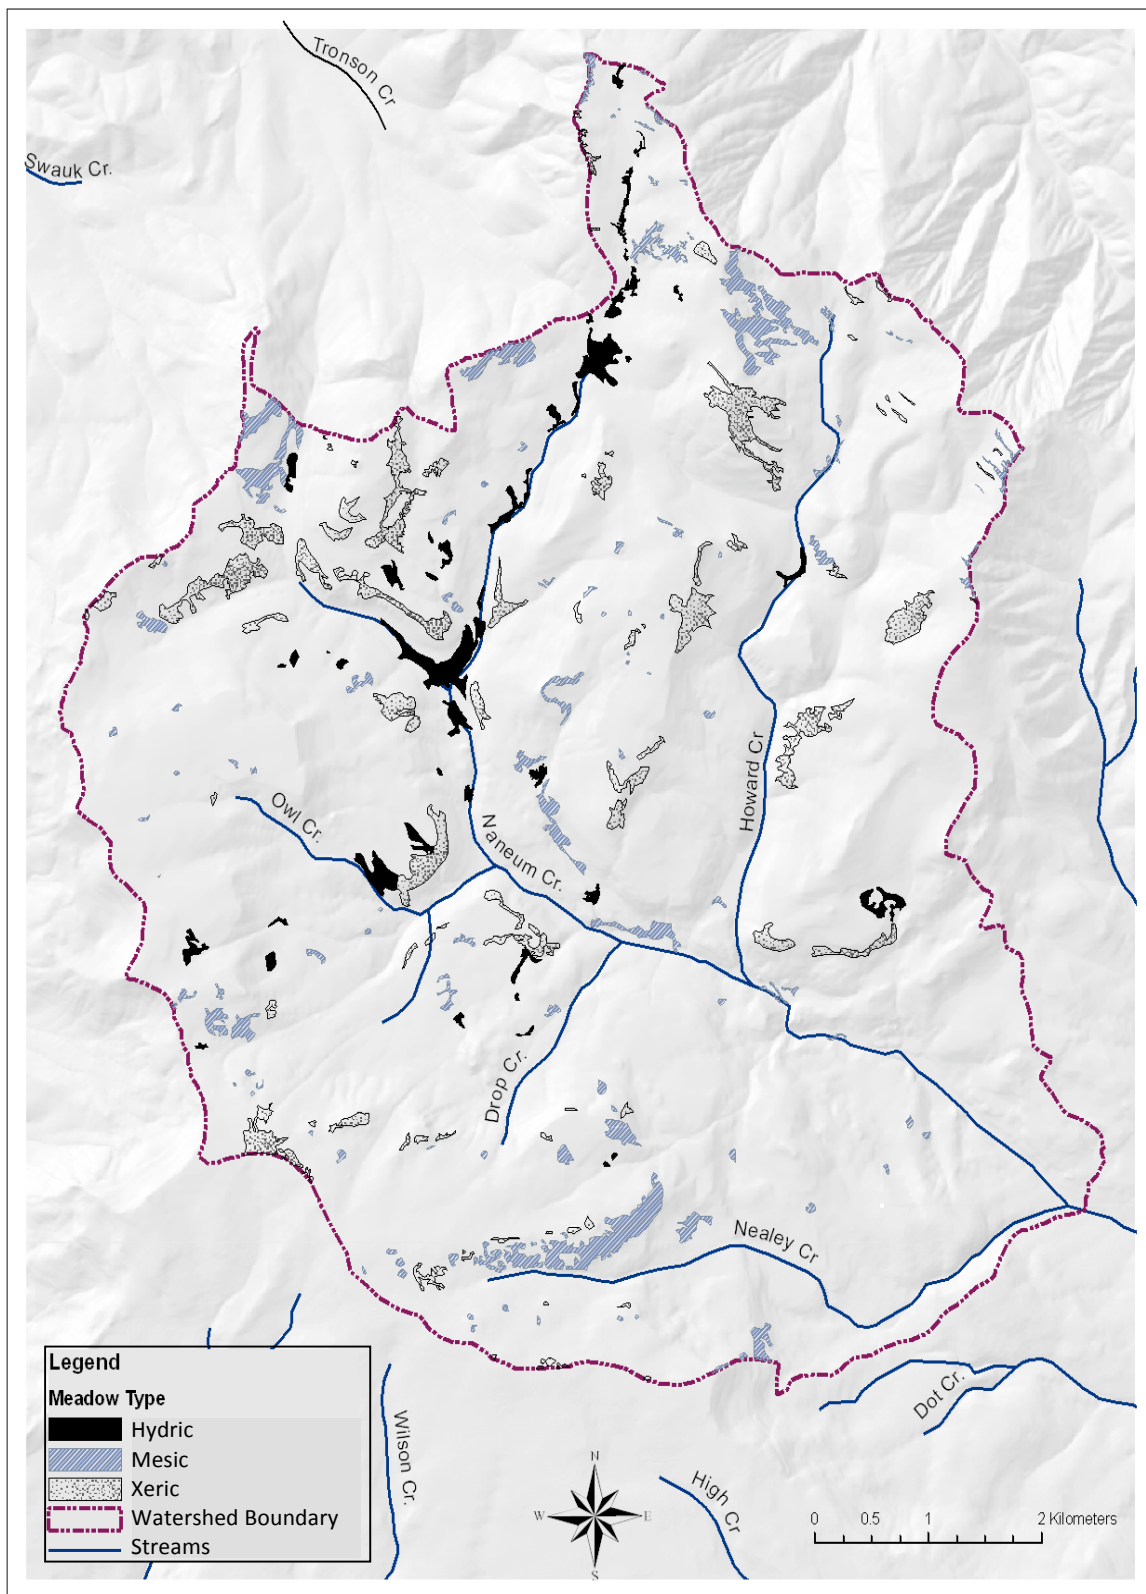 Tronson Cr
Swauk Cr.
Owl Cr.
Naneum Cr.
Howard Cr
Drop Cr.
Nealey Cr
Dot Cr.
Wilson Cr.
High Cr
Legend
Meadow Type
Hydric
Mesic
Xeric
Watershed Boundary
Streams
N
W E
S
0 0.5 1 2 Kilometers